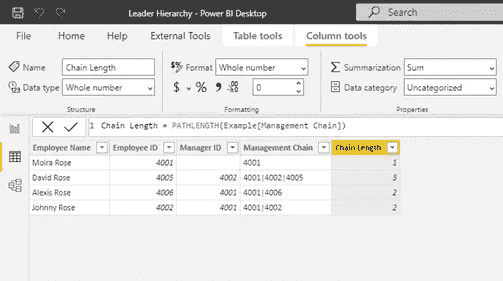 Leader Hierarchy - Power BI Desktop
Search
File Home Help External Tools Table tools Column tools
Name Chain Length
Data type Whole number
Structure
Format Whole number
$ % 9 .00 0
Formatting
Summarization Sum
Data category Uncategorized
Properties
1 Chain Length = PATHLENGTH(Example[Management Chain])
Employee Name Employee ID Manager ID Management Chain Chain Length
Moira Rose 4001 4001 1
David Rose 4005 4002 4001|4002|4005 3
Alexis Rose 4006 4001 4001|4006 2
Johnny Rose 4002 4001 4001|4002 2